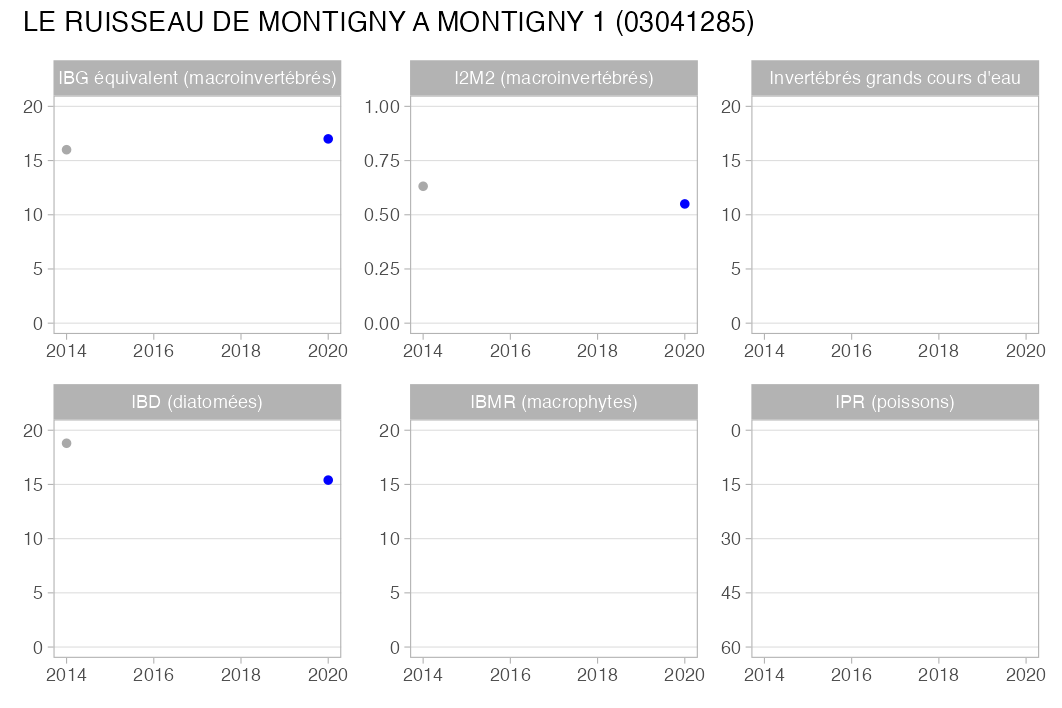 LE RUISSEAU DE MONTIGNY A MONTIGNY 1 (03041285)
IBG équivalent (macroinvertébrés)
20
15
10
5
0
2014 2016 2018 2020
I2M2 (macroinvertébrés)
1.00
0.75
0.50
0.25
0.00
2014 2016 2018 2020
Invertébrés grands cours d'eau
20
15
10
5
0
2014 2016 2018 2020
IBD (diatomées)
20
15
10
5
0
2014 2016 2018 2020
IBMR (macrophytes)
20
15
10
5
0
2014 2016 2018 2020
IPR (poissons)
0
15
30
45
60
2014 2016 2018 2020